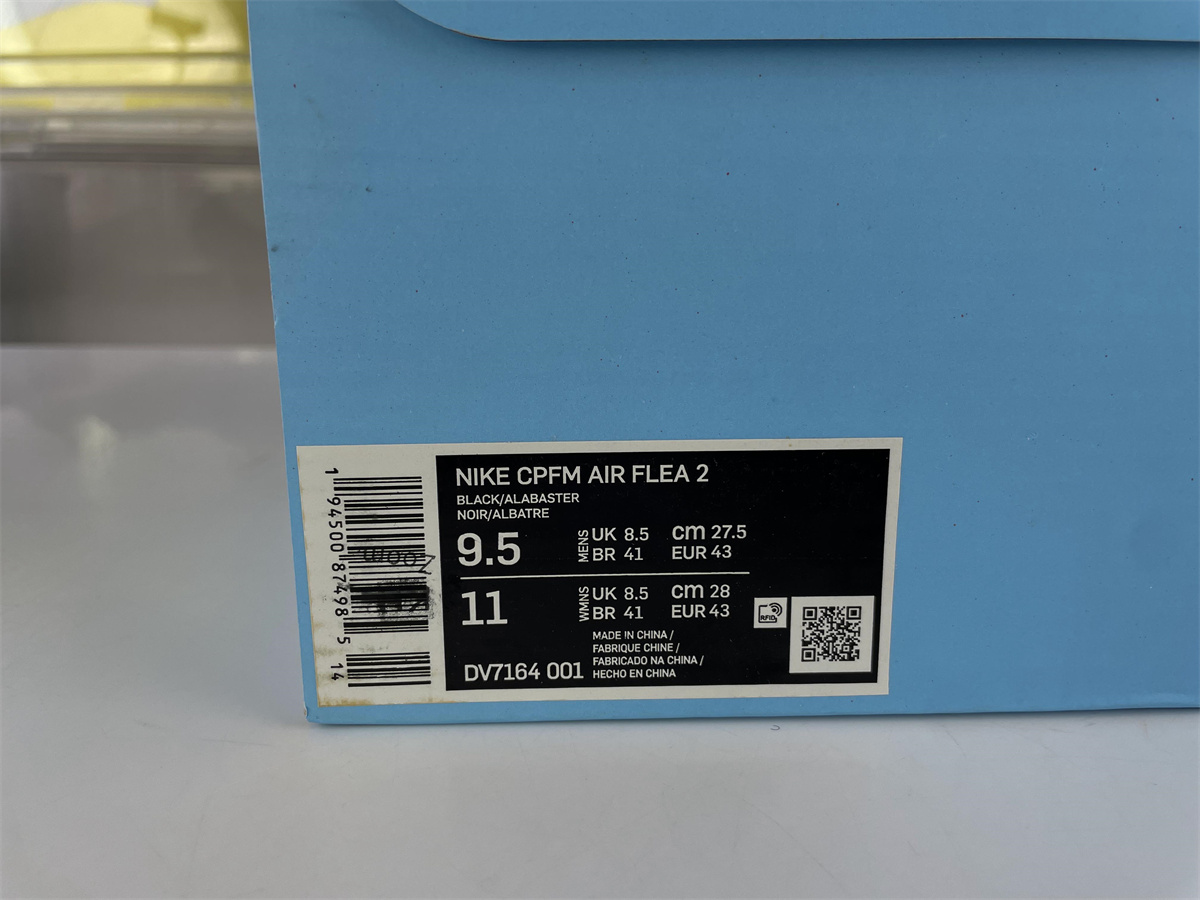 NIKE CPFM AIR FLEA 2
BLACK/ALABASTER
NOIR/ALBATRE
9.5 MENS UK 8.5 cm 27.5
BR 41 EUR 43
11 WMNS UK 8.5 cm 28
BR 41 EUR 43
MADE IN CHINA /
FABRIQUE CHINE /
FABRICADO NA CHINA /
HECHO EN CHINA
DV7164 001
RFID
1 94500 87498 5 14